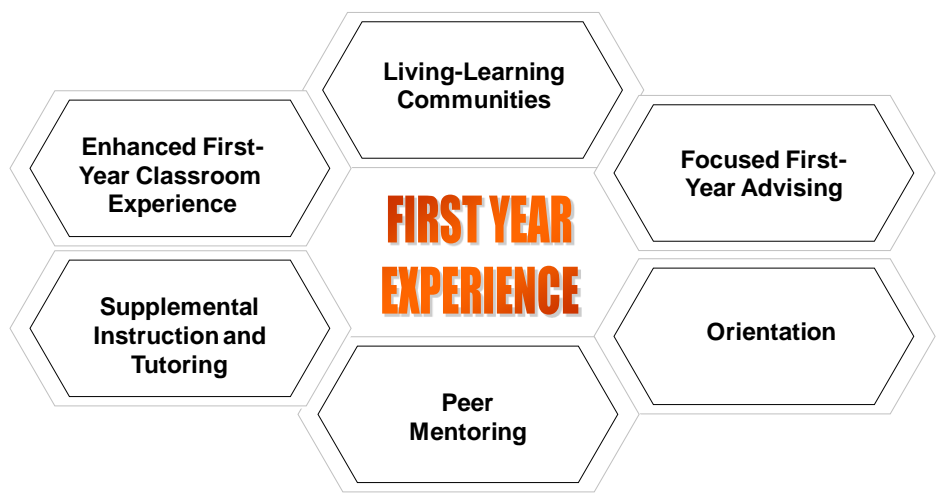 Living-Learning
Communities
Enhanced First-
Year Classroom
Experience
Focused First-
Year Advising
FIRST YEAR
EXPERIENCE
Supplemental
Instruction and
Tutoring
Orientation
Peer
Mentoring